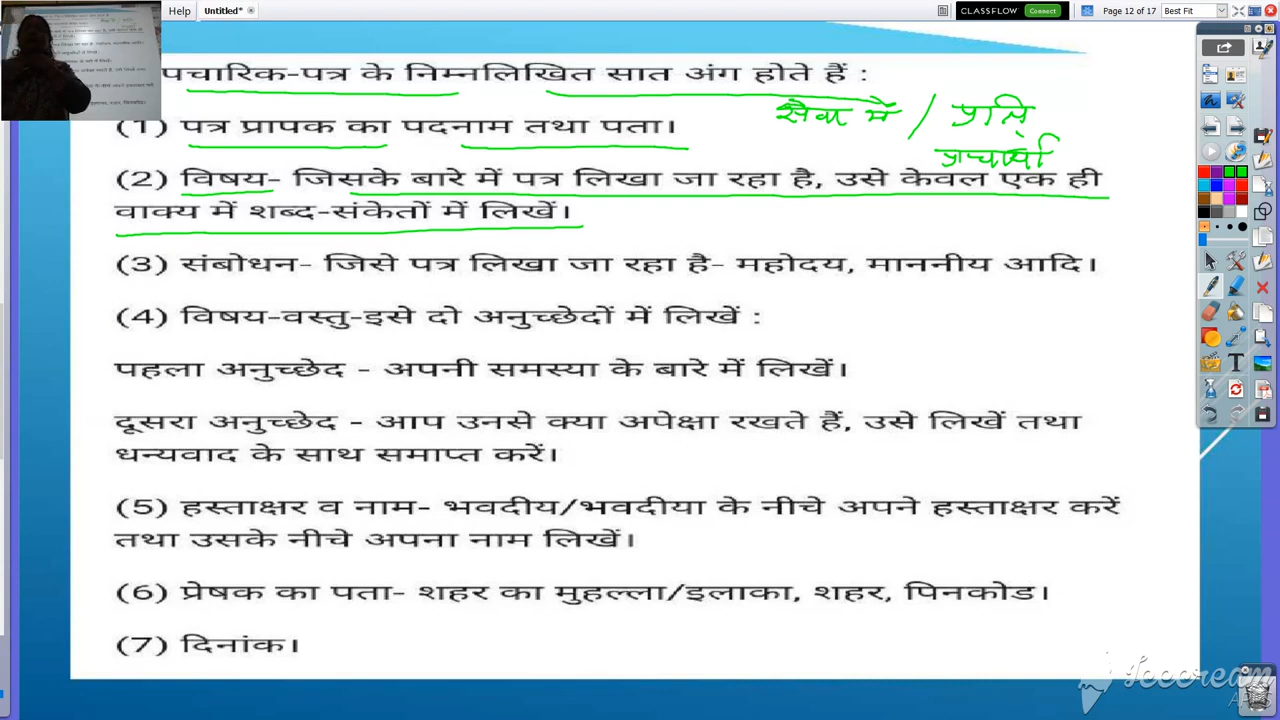 Help
Untitled*
CLASSFLOW Connect
Page 12 of 17
Best Fit
पचारिक-पत्र के निम्नलिखित सात अंग होते हैं :
सेवा में / प्रति
(1) पत्र प्रापक का पदनाम तथा पता।
प्राचार्या
(2) विषय- जिसके बारे में पत्र लिखा जा रहा है, उसे केवल एक ही
वाक्य में शब्द-संकेतों में लिखें।
(3) संबोधन- जिसे पत्र लिखा जा रहा है- महोदय, माननीय आदि।
(4) विषय-वस्तु-इसे दो अनुच्छेदों में लिखें :
पहला अनुच्छेद - अपनी समस्या के बारे में लिखें।
दूसरा अनुच्छेद - आप उनसे क्या अपेक्षा रखते हैं, उसे लिखें तथा
धन्यवाद के साथ समाप्त करें।
(5) हस्ताक्षर व नाम- भवदीय/भवदीया के नीचे अपने हस्ताक्षर करें
तथा उसके नीचे अपना नाम लिखें।
(6) प्रेषक का पता- शहर का मुहल्ला/इलाका, शहर, पिनकोड।
(7) दिनांक।
Icecream
APPS